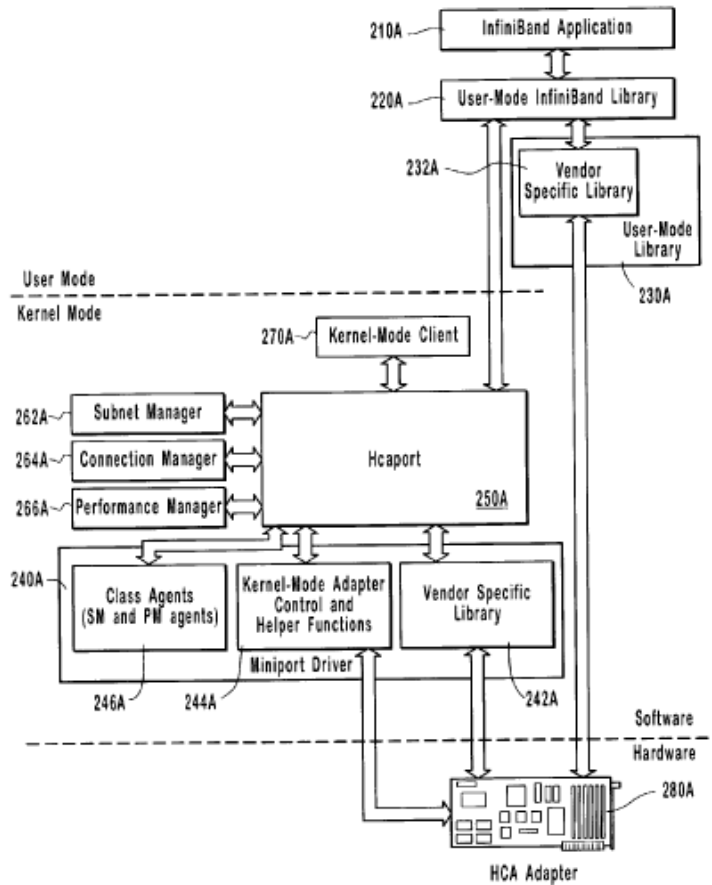 210A
InfiniBand Application
220A
User-Mode InfiniBand Library
232A
Vendor
Specific Library
User-Mode
Library
230A
User Mode
Kernel Mode
270A
Kernel-Mode Client
262A
Subnet Manager
264A
Connection Manager
266A
Performance Manager
Hcaport
250A
240A
Class Agents
(SM and PM agents)
Kernel-Mode Adapter
Control and
Helper Functions
Vendor Specific
Library
Miniport Driver
246A
244A
242A
Software
Hardware
280A
HCA Adapter